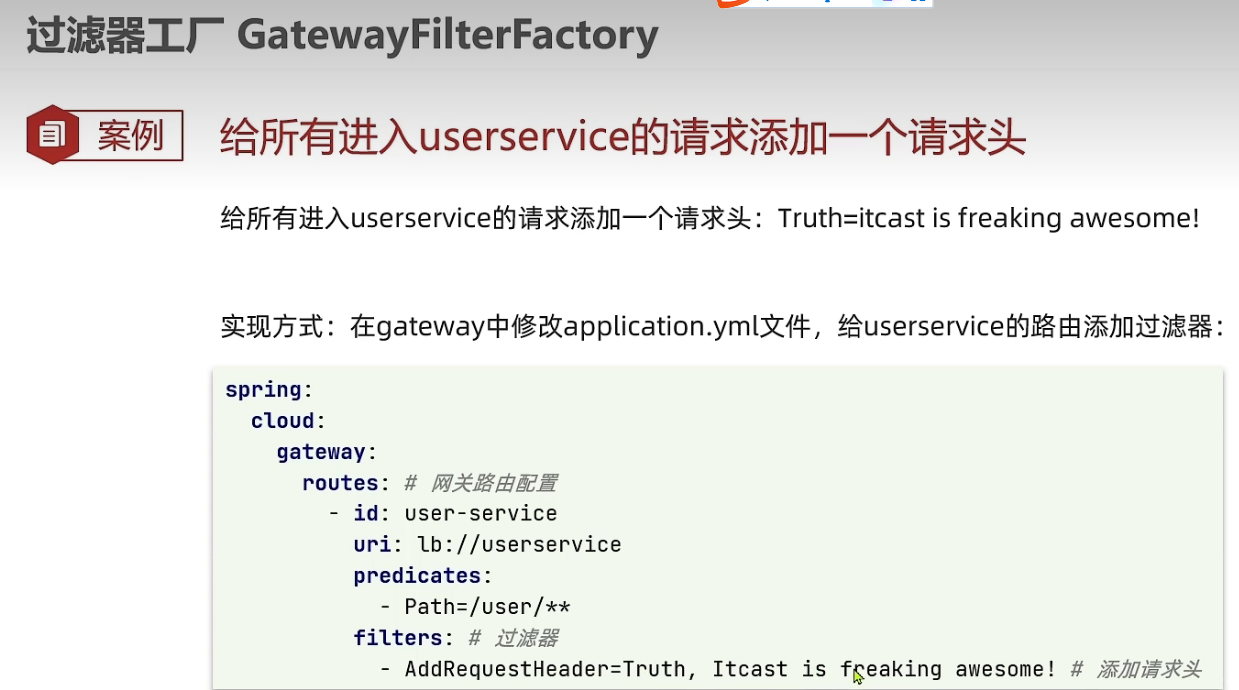 过滤器工厂 GatewayFilterFactory
案例
给所有进入userservice的请求添加一个请求头
给所有进入userservice的请求添加一个请求头：Truth=itcast is freaking awesome!
实现方式：在gateway中修改application.yml文件，给userservice的路由添加过滤器：
spring:
cloud:
gateway:
routes: # 网关路由配置
- id: user-service
uri: lb://userservice
predicates:
- Path=/user/**
filters: # 过滤器
- AddRequestHeader=Truth, Itcast is freaking awesome! # 添加请求头